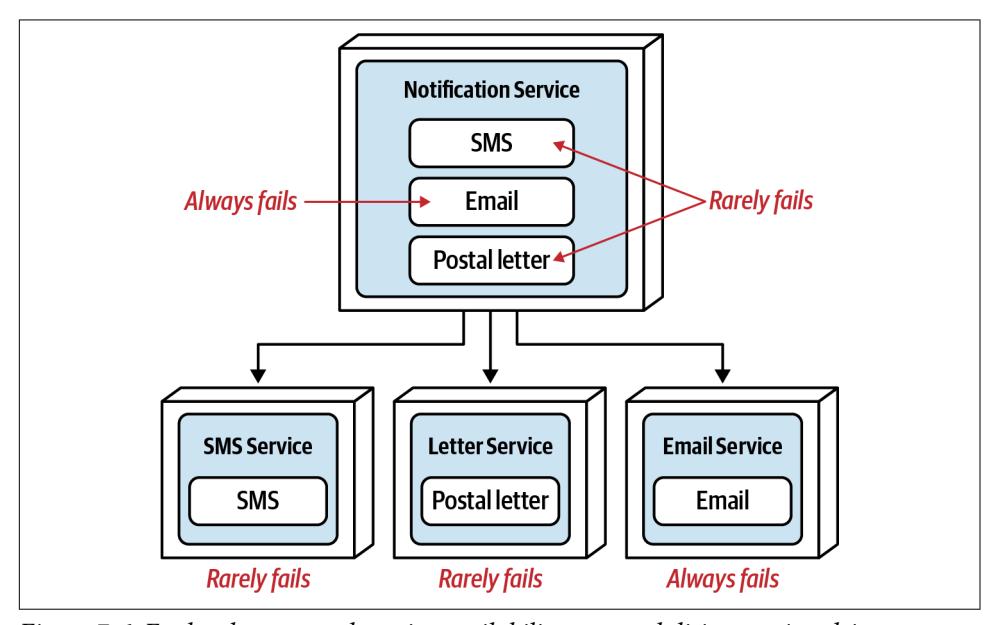 Notification Service
SMS
Always fails
Email
Rarely fails
Postal letter
SMS Service
Letter Service
Email Service
SMS
Postal letter
Email
Rarely fails
Rarely fails
Always fails